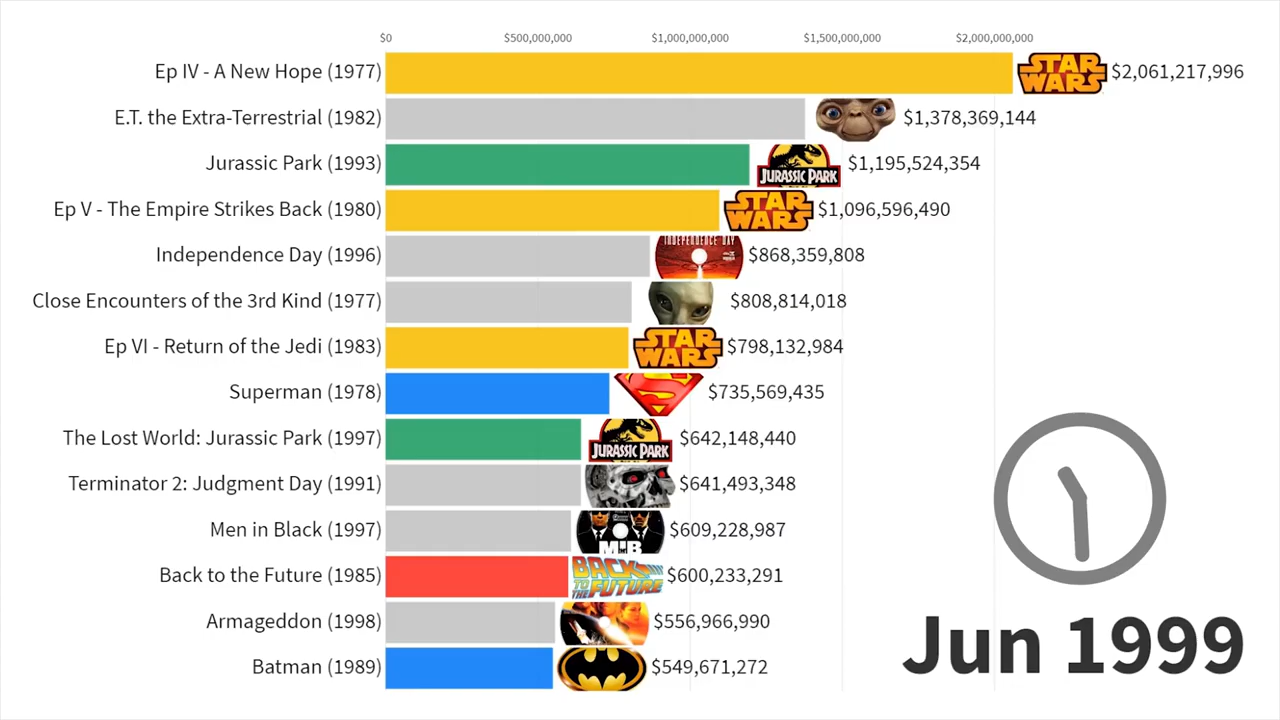 $0 $500,000,000 $1,000,000,000 $1,500,000,000 $2,000,000,000
Ep IV - A New Hope (1977) STAR WARS $2,061,217,996
E.T. the Extra-Terrestrial (1982) $1,378,369,144
Jurassic Park (1993) JURASSIC PARK $1,195,524,354
Ep V - The Empire Strikes Back (1980) STAR WARS $1,096,596,490
Independence Day (1996) INDEPENDENCE DAY $868,359,808
Close Encounters of the 3rd Kind (1977) $808,814,018
Ep VI - Return of the Jedi (1983) STAR WARS $798,132,984
Superman (1978) $735,569,435
The Lost World: Jurassic Park (1997) JURASSIC PARK $642,148,440
Terminator 2: Judgment Day (1991) $641,493,348
Men in Black (1997) MIB $609,228,987
Back to the Future (1985) BACK TO THE FUTURE $600,233,291
Armageddon (1998) $556,966,990
Batman (1989) $549,671,272
Jun 1999